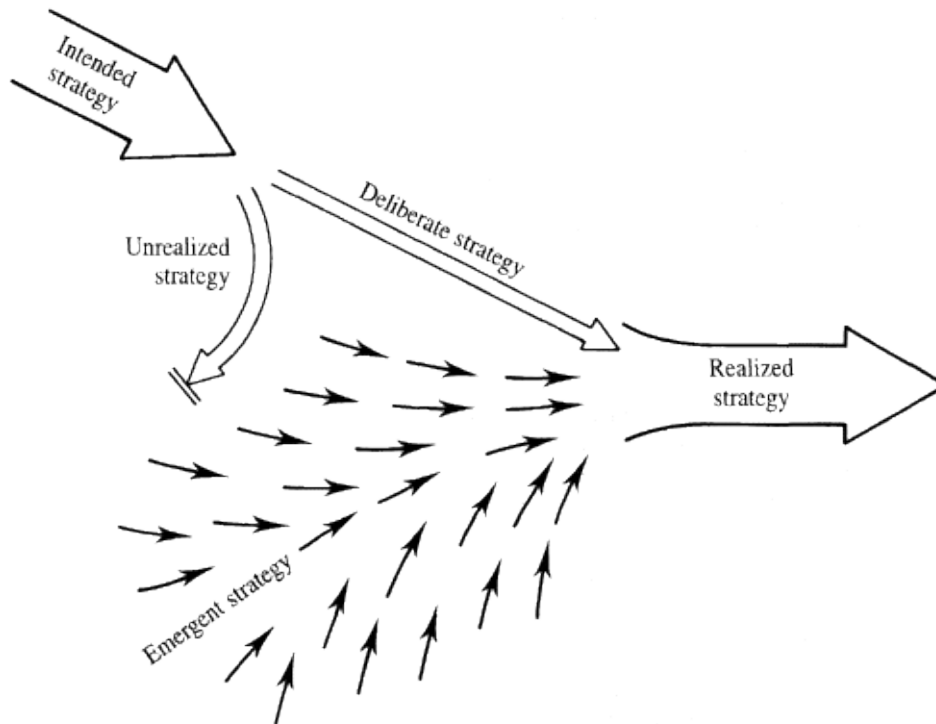 Intended
strategy
Deliberate strategy
Unrealized
strategy
Realized
strategy
Emergent strategy